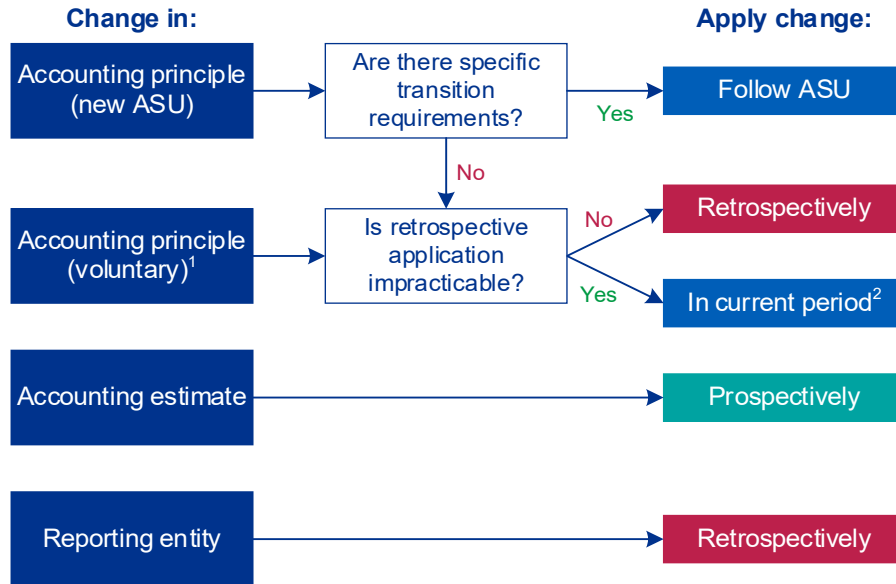 Change in:
Apply change:
Accounting principle
(new ASU)
Are there specific
transition
requirements?
Yes
Follow ASU
No
Accounting principle
(voluntary)¹
Is retrospective
application
impracticable?
No
Retrospectively
Yes
In current period²
Accounting estimate
Prospectively
Reporting entity
Retrospectively